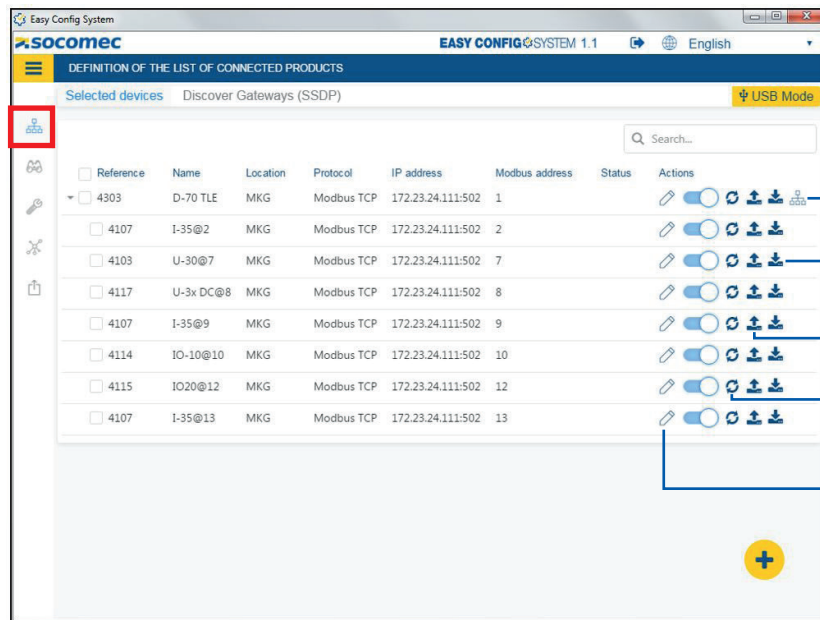 Easy Config System
socomec EASY CONFIG SYSTEM 1.1 English
DEFINITION OF THE LIST OF CONNECTED PRODUCTS
Selected devices Discover Gateways (SSDP) USB Mode
Search...
Reference Name Location Protocol IP address Modbus address Status Actions
4303 D-70 TLE MKG Modbus TCP 172.23.24.111:502 1
4107 I-35@2 MKG Modbus TCP 172.23.24.111:502 2
4103 U-30@7 MKG Modbus TCP 172.23.24.111:502 7
4117 U-3x DC@8 MKG Modbus TCP 172.23.24.111:502 8
4107 I-35@9 MKG Modbus TCP 172.23.24.111:502 9
4114 IO-10@10 MKG Modbus TCP 172.23.24.111:502 10
4115 IO20@12 MKG Modbus TCP 172.23.24.111:502 12
4107 I-35@13 MKG Modbus TCP 172.23.24.111:502 13